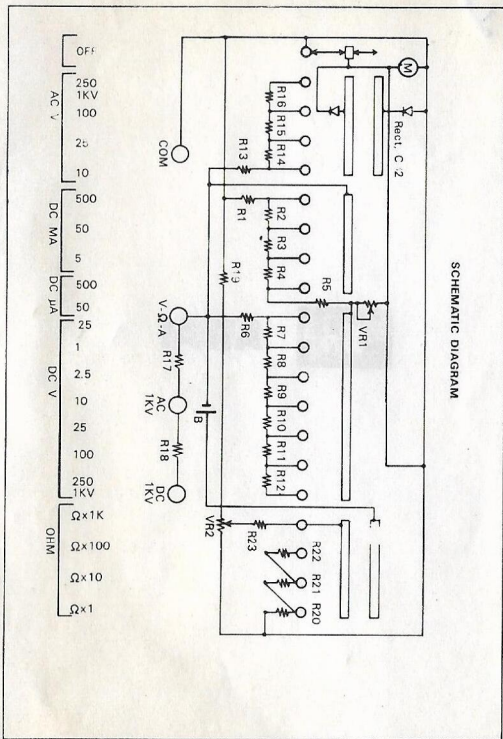 SCHEMATIC DIAGRAM
M
Rect. C
R16
R15
R14
R13
R1
R2
R3
R4
R5
VR1
R19
R6
R7
R8
R9
R10
R11
R12
B
VR2
R23
R22
R21
R20
COM
V-Ω-A
R17
AC 1KV
R18
DC 1KV
OFF
250
1KV
100
25
10
AC V
500
50
5
DC MA
500
50
DC µA
25
1
2.5
10
25
100
250
1KV
DC V
Ω×1K
Ω×100
Ω×10
Ω×1
OHM